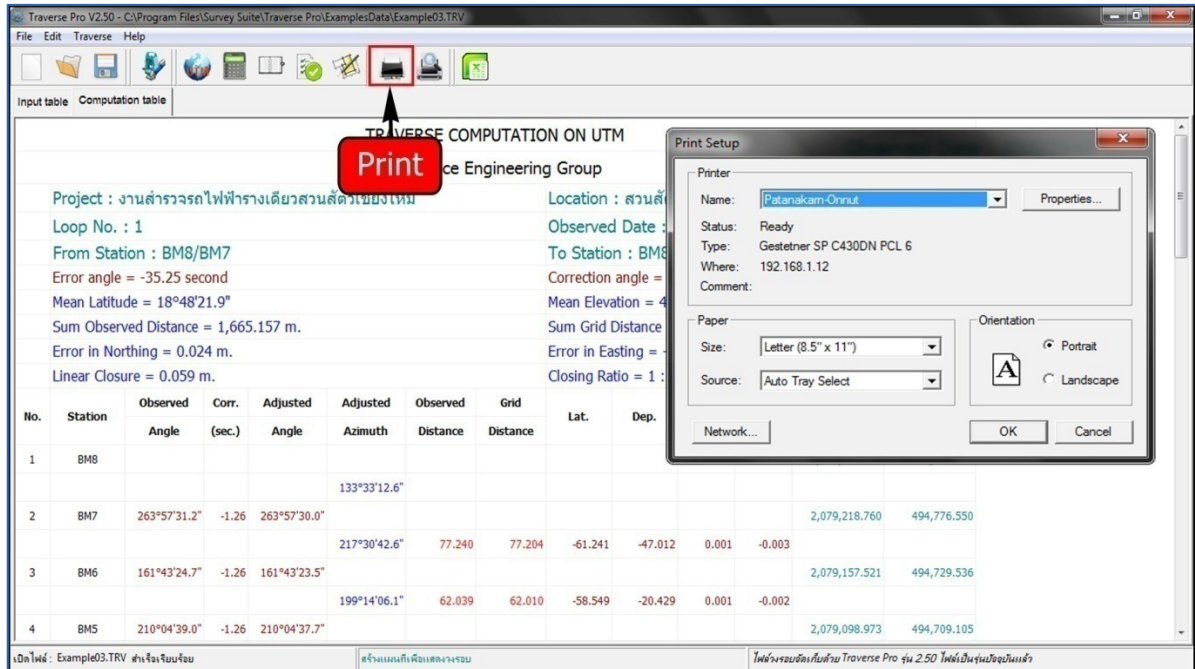 Traverse Pro V2.50 - C:\Program Files\Survey Suite\Traverse Pro\ExamplesData\Example03.TRV
File Edit Traverse Help
Input table Computation table
Print
TRAVERSE COMPUTATION ON UTM
ce Engineering Group
Project : งานสำรวจรถไฟฟ้ารางเดียวสวนสัตว์เชียงใหม่
Location : สวนสั
Loop No. : 1
Observed Date :
From Station : BM8/BM7
To Station : BM8
Error angle = -35.25 second
Correction angle =
Mean Latitude = 18°48'21.9"
Mean Elevation = 4
Sum Observed Distance = 1,665.157 m.
Sum Grid Distance
Error in Northing = 0.024 m.
Error in Easting = -
Linear Closure = 0.059 m.
Closing Ratio = 1 :
No. Station Observed Angle Corr. (sec.) Adjusted Angle Adjusted Azimuth Observed Distance Grid Distance Lat. Dep.
1 BM8
133°33'12.6"
2 BM7 263°57'31.2" -1.26 263°57'30.0" 2,079,218.760 494,776.550
217°30'42.6" 77.240 77.204 -61.241 -47.012 0.001 -0.003
3 BM6 161°43'24.7" -1.26 161°43'23.5" 2,079,157.521 494,729.536
199°14'06.1" 62.039 62.010 -58.549 -20.429 0.001 -0.002
4 BM5 210°04'39.0" -1.26 210°04'37.7" 2,079,098.973 494,709.105
Print Setup
Printer
Name: Patanakarn-Onnut Properties...
Status: Ready
Type: Gestetner SP C430DN PCL 6
Where: 192.168.1.12
Comment:
Paper
Size: Letter (8.5" x 11")
Source: Auto Tray Select
Orientation
A
Portrait
Landscape
Network... OK Cancel
เปิดไฟล์ : Example03.TRV สำเร็จเรียบร้อย
สร้างแผนที่เพื่อแสดงวงรอบ
ไฟล์วงรอบจัดเก็บด้วย Traverse Pro รุ่น 2.50 ไฟล์เป็นรุ่นปัจจุบันแล้ว